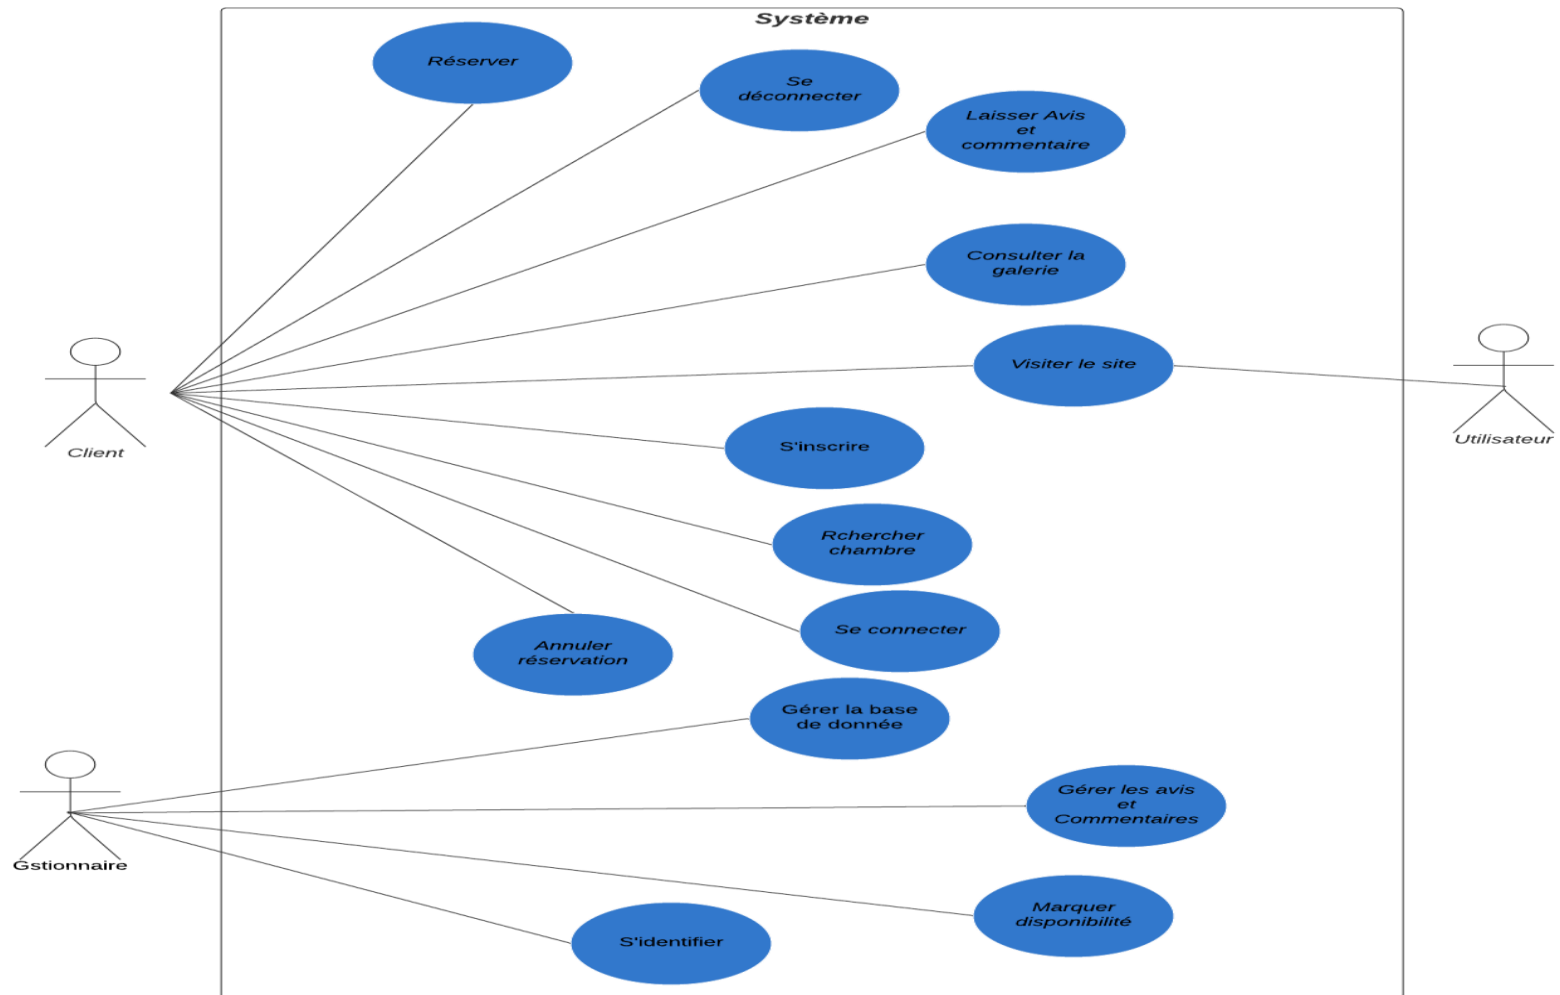 Système
Réserver
Se
déconnecter
Laisser Avis
et
commentaire
Consulter la
galerie
Visiter le site
Client
Utilisateur
S'inscrire
Rchercher
chambre
Se connecter
Annuler
réservation
Gérer la base
de donnée
Gérer les avis
et
Commentaires
Gstionnaire
Marquer
disponibilité
S'identifier